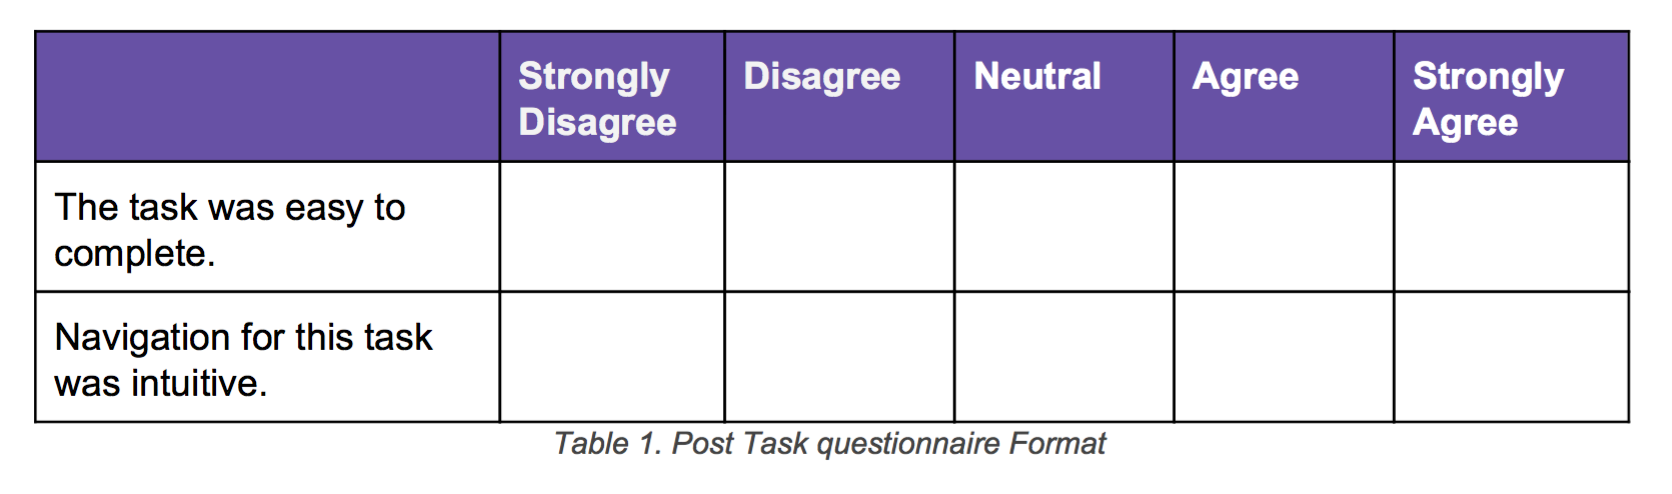 Strongly Disagree Neutral Agree Strongly
Disagree Agree
The task was easy to
complete.
Navigation for this task
was intuitive.
Table 1. Post Task questionnaire Format